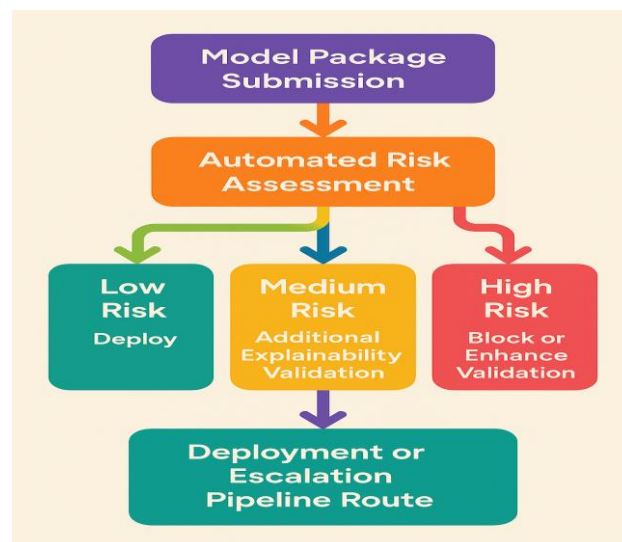 Model Package
Submission
Automated Risk
Assessment
Low
Risk
Deploy
Medium
Risk
Additional
Explainability
Validation
High
Risk
Block or
Enhance
Validation
Deployment or
Escalation
Pipeline Route